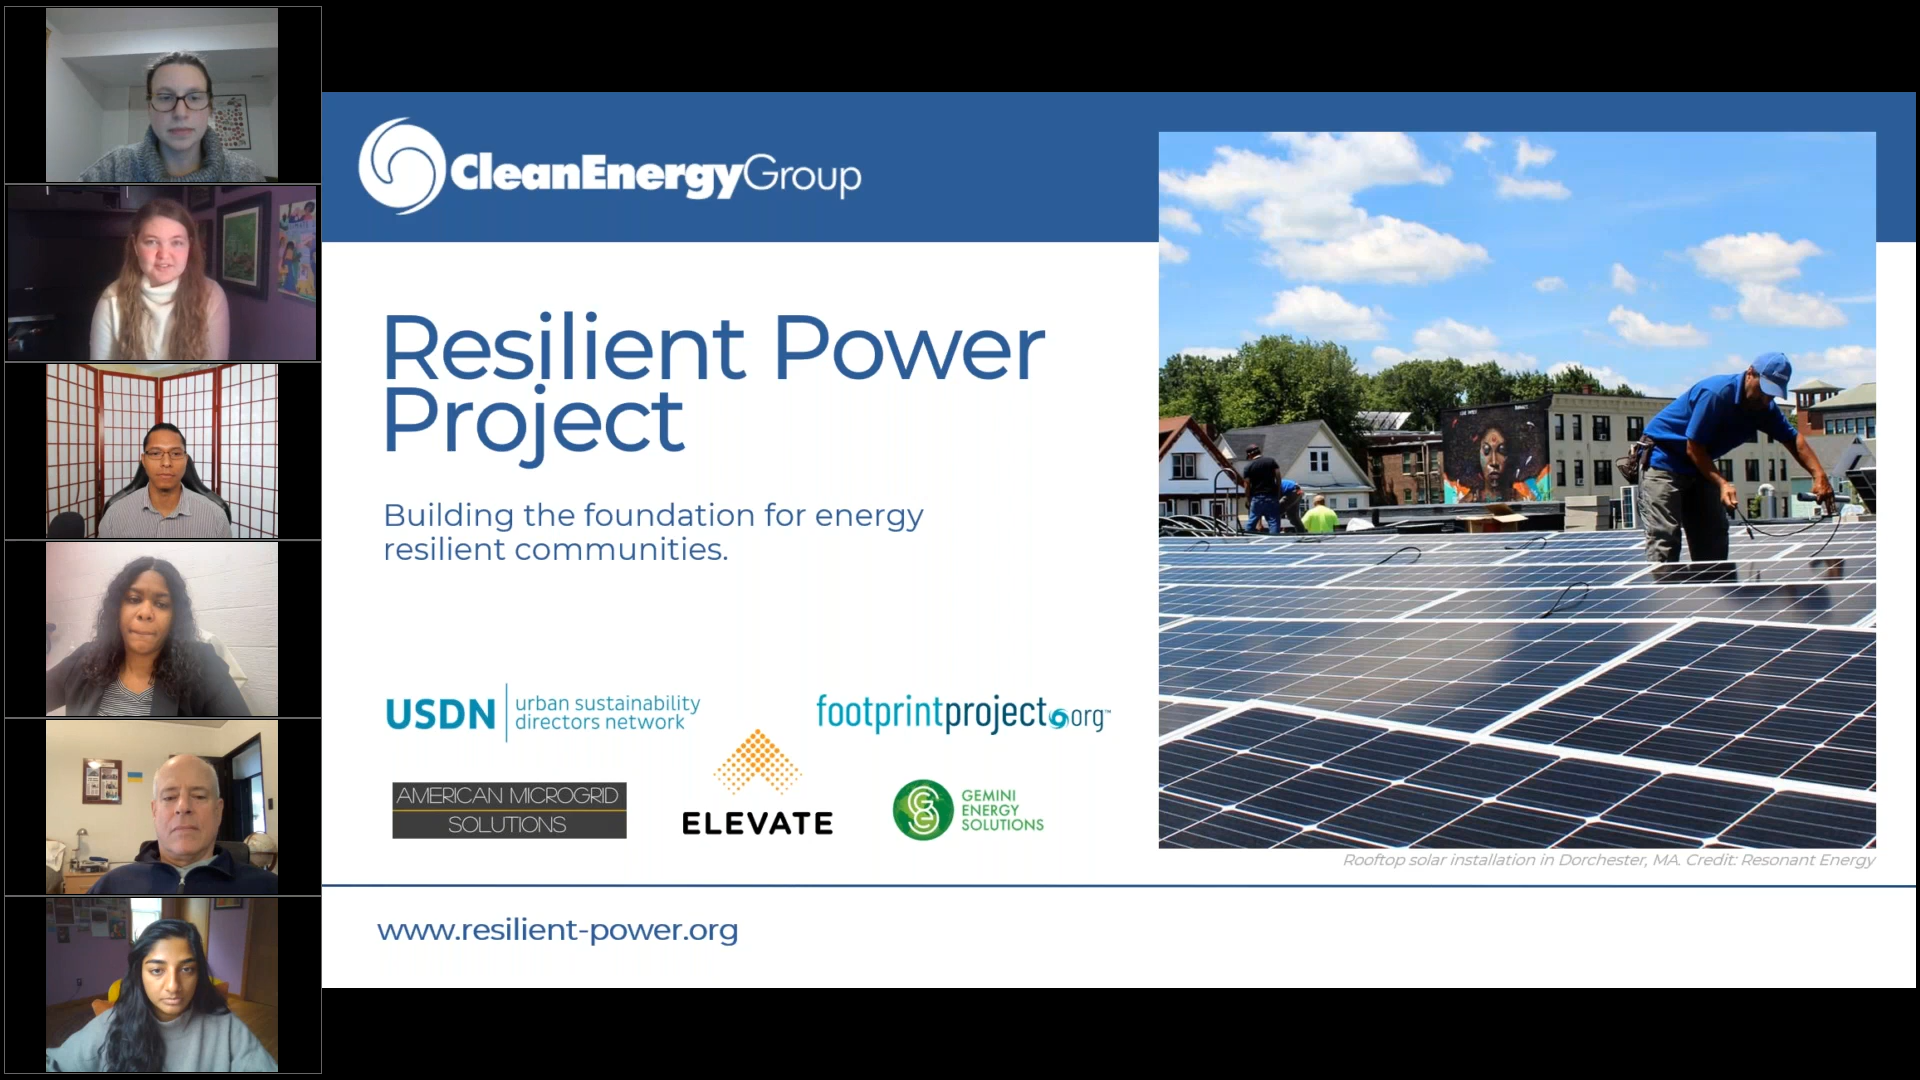 CleanEnergyGroup
Resilient Power
Project
Building the foundation for energy
resilient communities.
USDN
urban sustainability
directors network
footprintproject.org™
AMERICAN MICROGRID
SOLUTIONS
ELEVATE
GEMINI
ENERGY
SOLUTIONS
Rooftop solar installation in Dorchester, MA. Credit: Resonant Energy
www.resilient-power.org